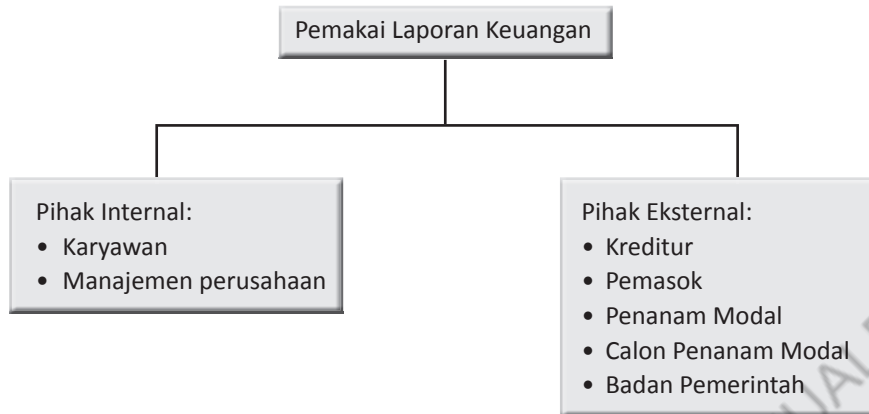 Pemakai Laporan Keuangan
Pihak Internal:
• Karyawan
• Manajemen perusahaan
Pihak Eksternal:
• Kreditur
• Pemasok
• Penanam Modal
• Calon Penanam Modal
• Badan Pemerintah